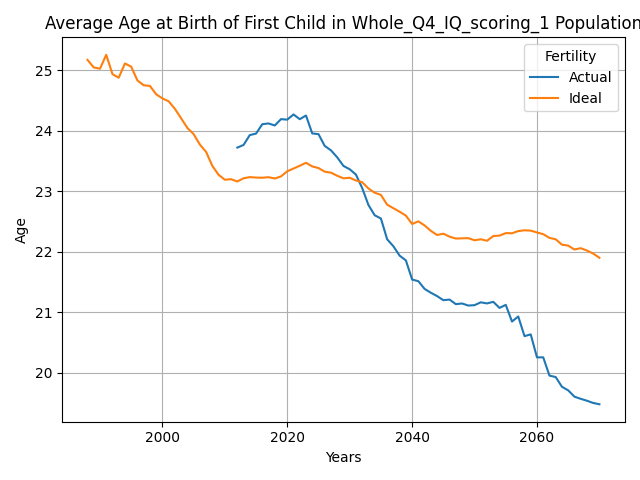 Average Age at Birth of First Child in Whole_Q4_IQ_scoring_1 Population
Fertility
Actual
Ideal
25
24
23
22
21
20
Age
2000 2020 2040 2060
Years